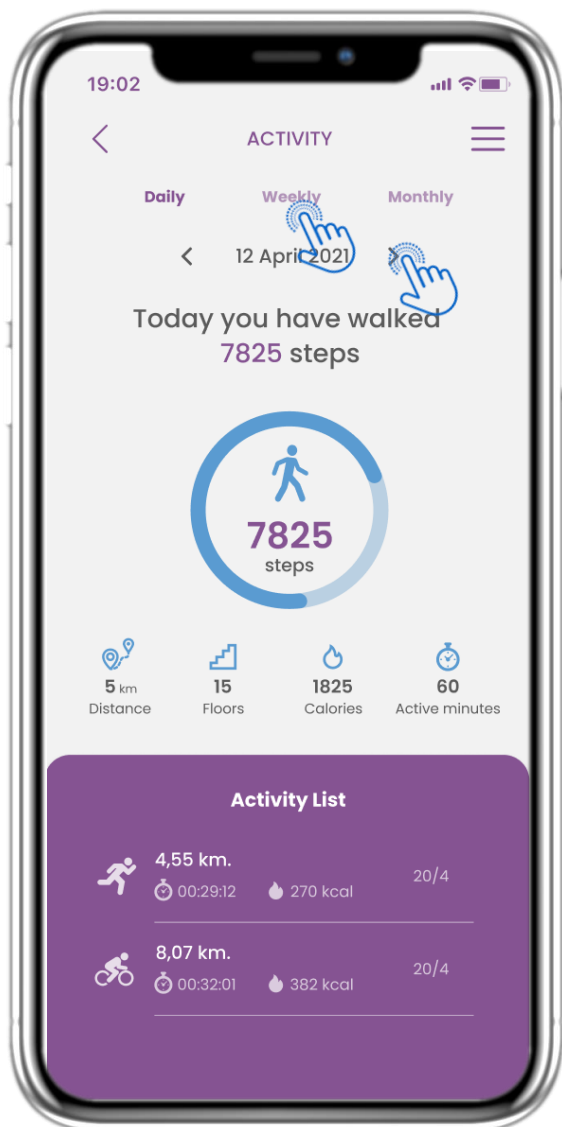 19:02
ACTIVITY
Daily Weekly Monthly
12 April 2021
Today you have walked
7825 steps
7825
steps
5 km 15 1825 60
Distance Floors Calories Active minutes
Activity List
4,55 km.
00:29:12 270 kcal 20/4
8,07 km.
00:32:01 382 kcal 20/4